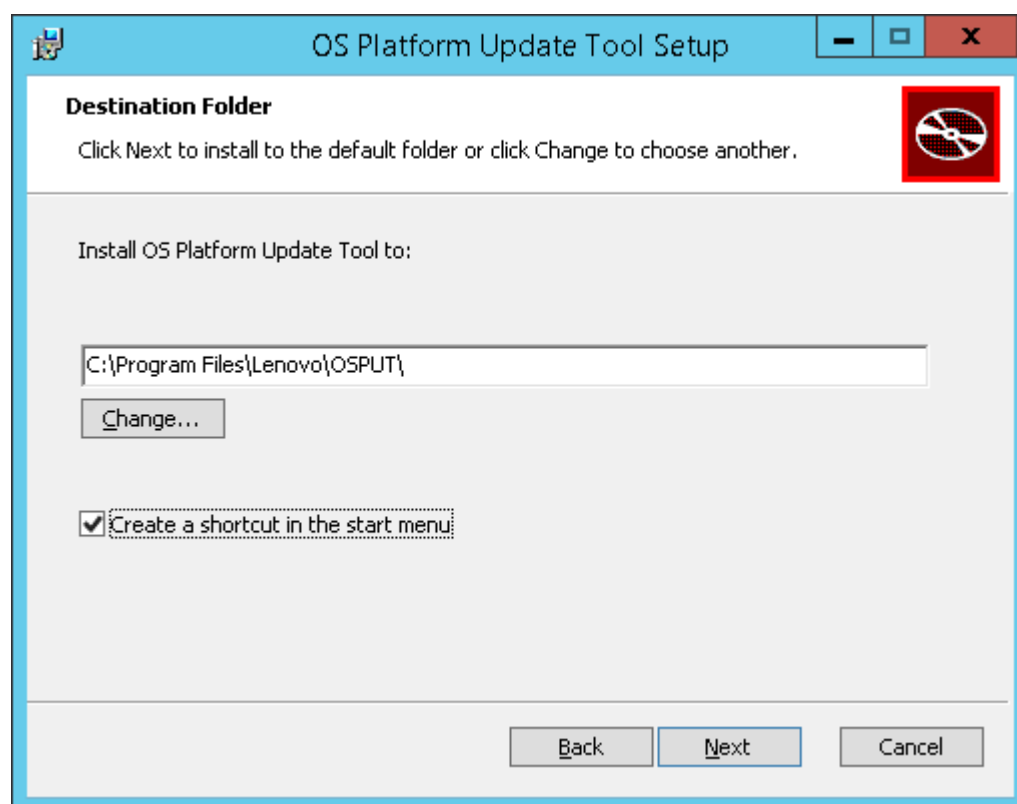 OS Platform Update Tool Setup
Destination Folder
Click Next to install to the default folder or click Change to choose another.
Install OS Platform Update Tool to:
C:\Program Files\Lenovo\OSPUT\
Change...
Create a shortcut in the start menu
Back Next Cancel